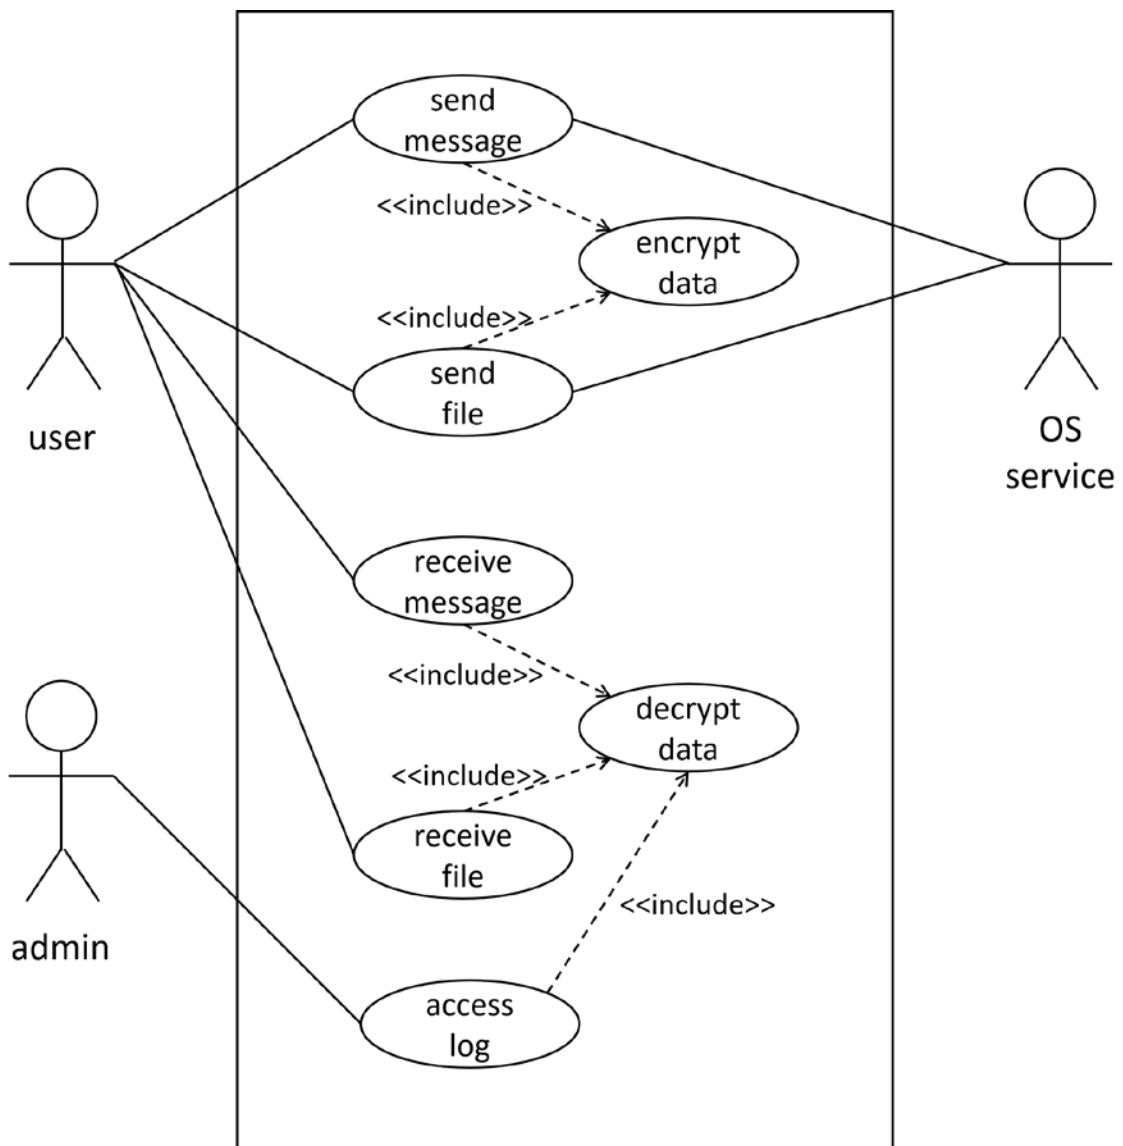 send
message
<<include>>
encrypt
data
<<include>>
send
file
user
OS
service
receive
message
<<include>>
decrypt
data
<<include>>
receive
file
<<include>>
admin
access
log